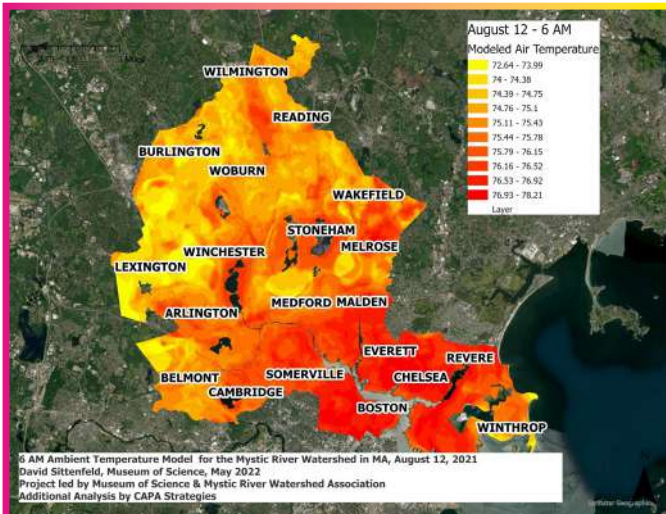 August 12 - 6 AM
Modeled Air Temperature
72.64 - 73.99
74 - 74.38
74.39 - 74.75
74.76 - 75.1
75.11 - 75.43
75.44 - 75.78
75.79 - 76.15
76.16 - 76.52
76.53 - 76.92
76.93 - 78.21
Layer
WILMINGTON
READING
BURLINGTON
WOBURN
WAKEFIELD
STONEHAM
WINCHESTER
MELROSE
LEXINGTON
ARLINGTON
MEDFORD
MALDEN
EVERETT
REVERE
BELMONT
SOMERVILLE
CHELSEA
CAMBRIDGE
BOSTON
WINTHROP
6 AM Ambient Temperature Model for the Mystic River Watershed in MA, August 12, 2021
David Sittenfeld, Museum of Science, May 2022
Project led by Museum of Science & Mystic River Watershed Association
Additional Analysis by CAPA Strategies